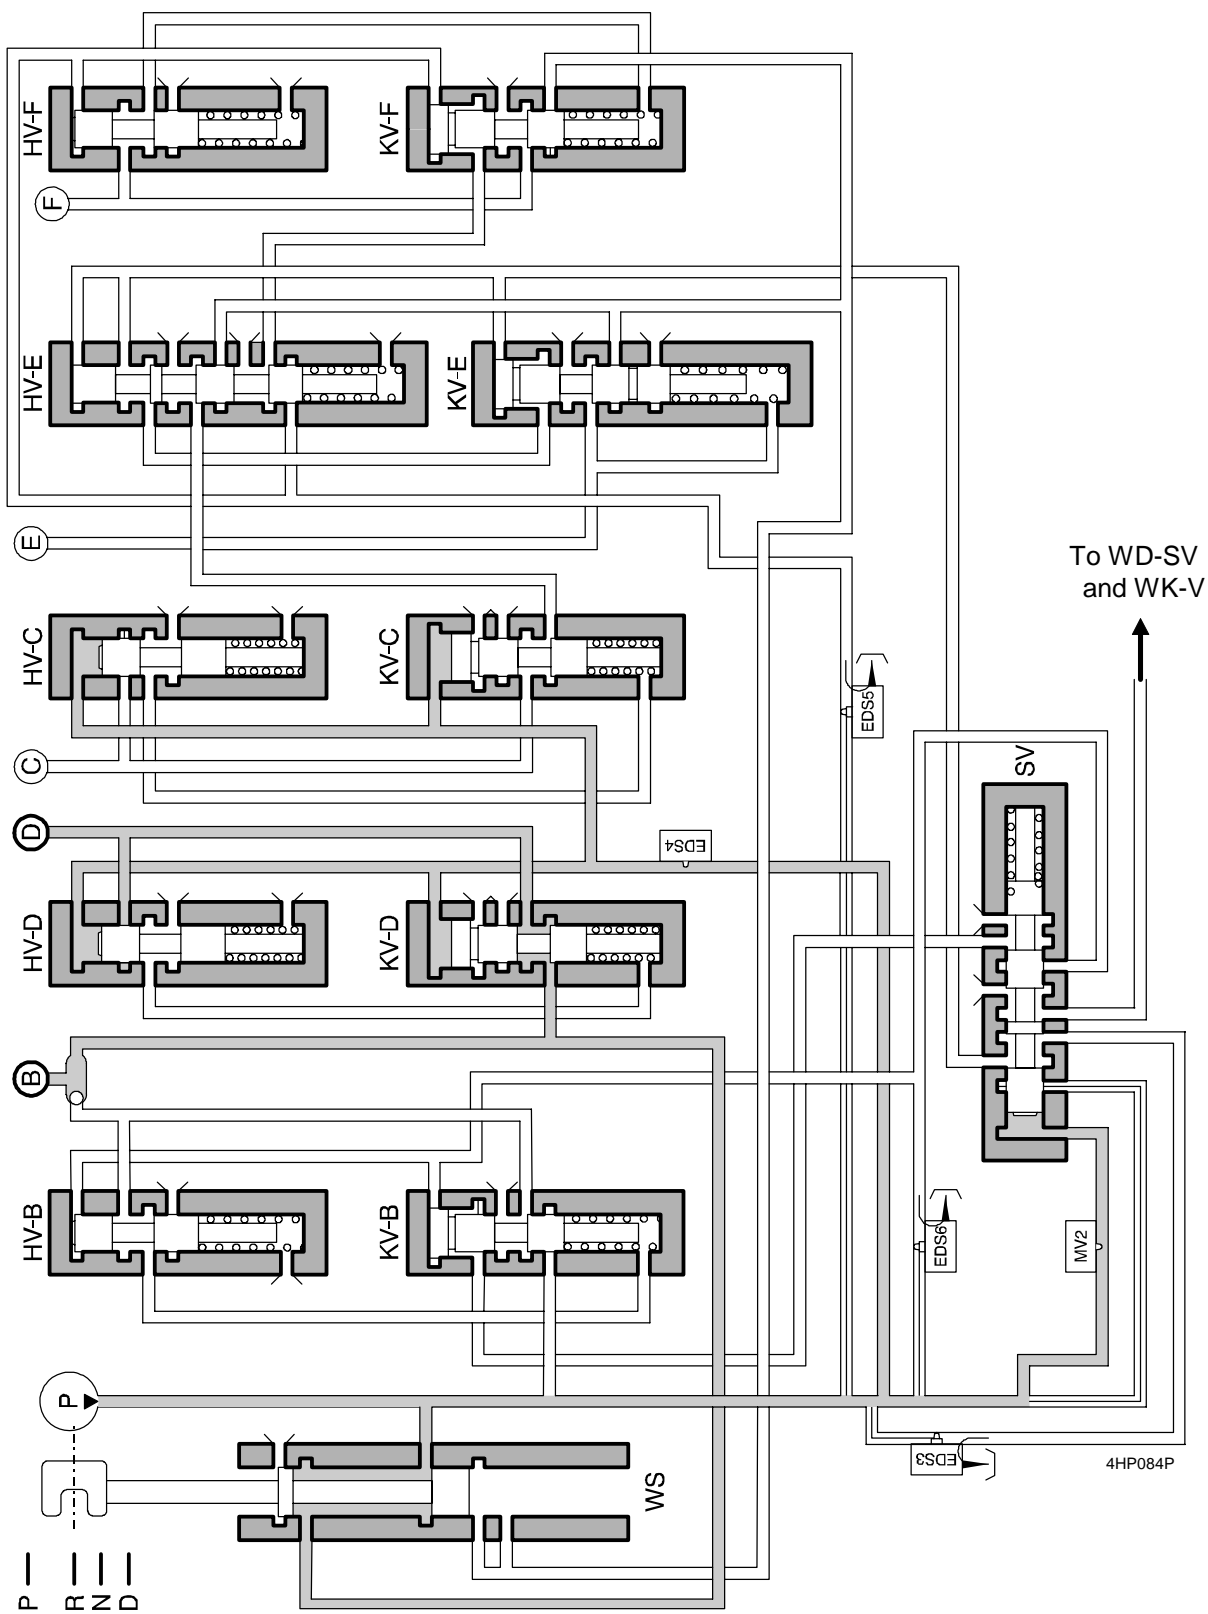 HV-F
KV-F
F
HV-E
KV-E
E
To WD-SV
and WK-V
HV-C
KV-C
EDS5
C
SV
D
EDS4
HV-D
KV-D
B
HV-B
KV-B
EDS6
MV2
P
EDS3
4HP084P
WS
P
R
N
D